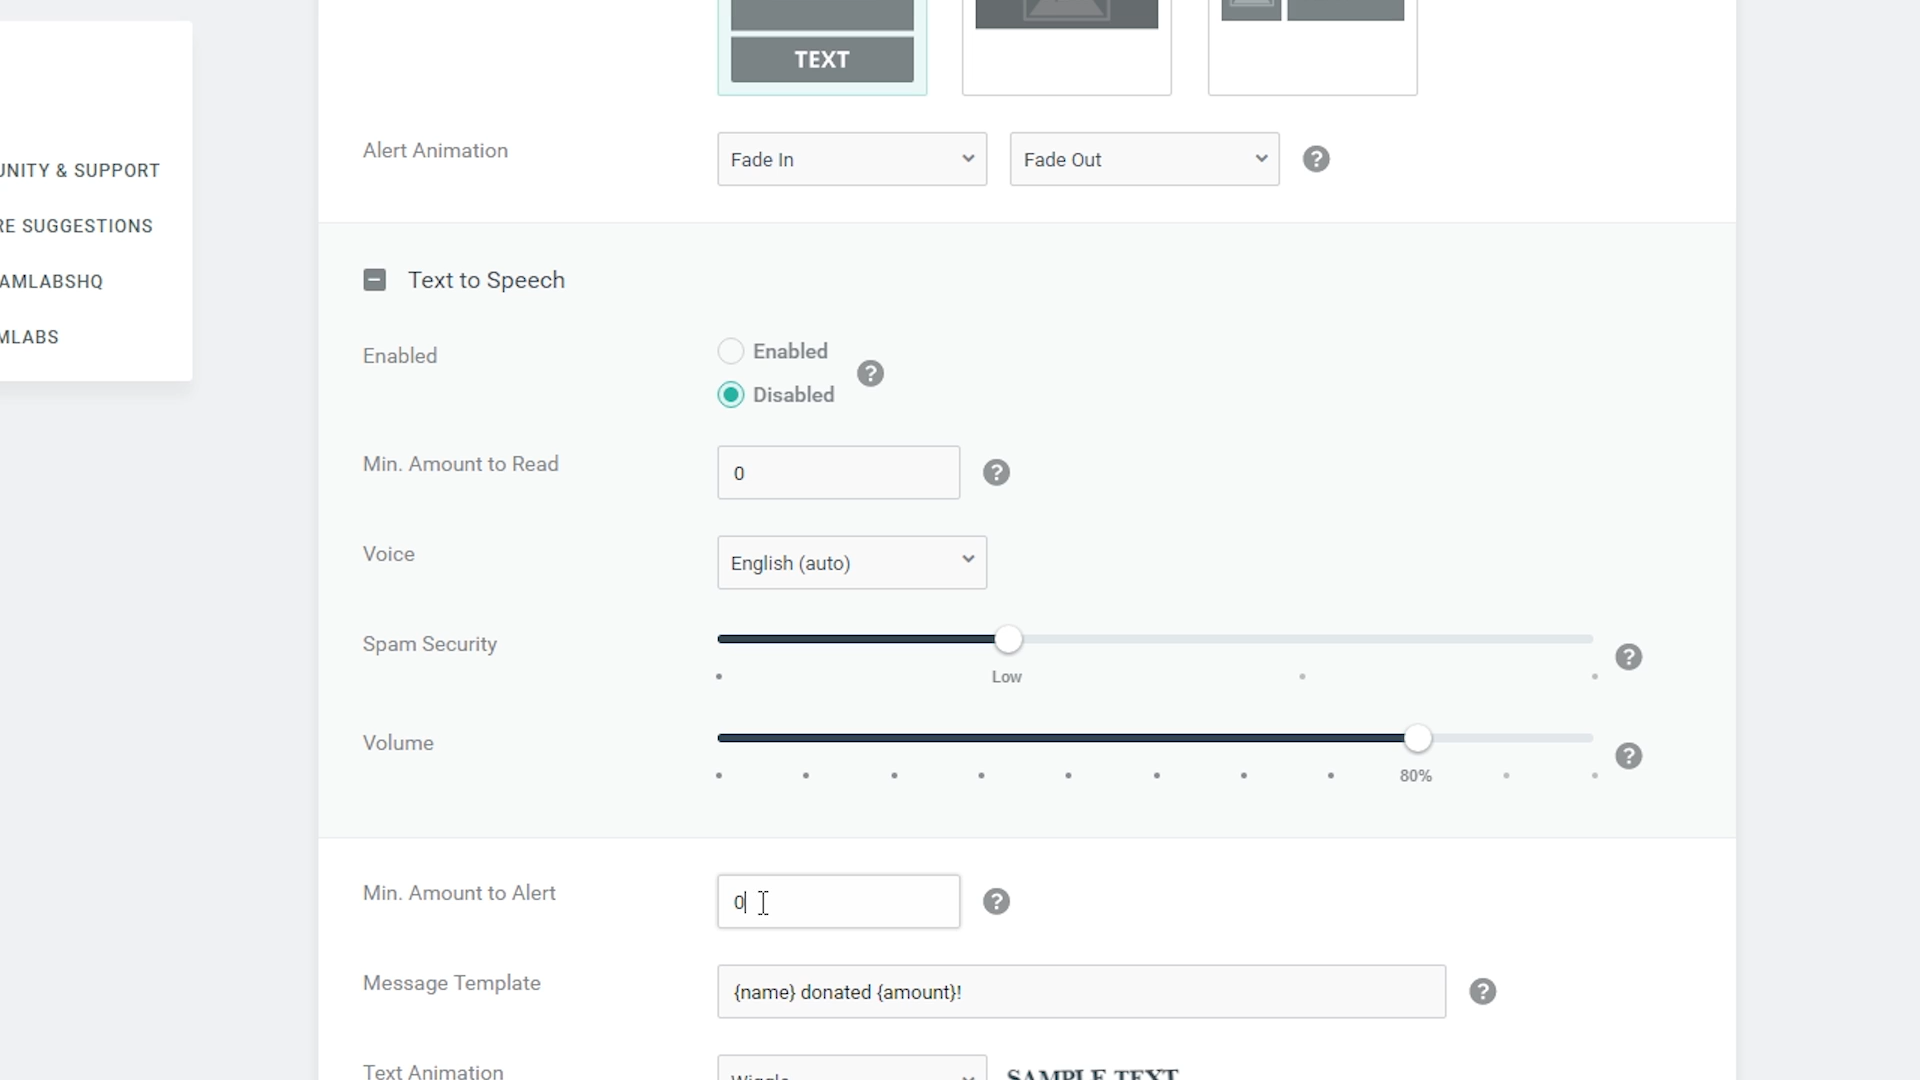 TEXT
Alert Animation
Fade In
Fade Out
?
UNITY & SUPPORT
RE SUGGESTIONS
AMLABSHQ
MLABS
Text to Speech
Enabled
Enabled
Disabled
?
Min. Amount to Read
0
?
Voice
English (auto)
Spam Security
Low
?
Volume
80%
?
Min. Amount to Alert
0
?
Message Template
{name} donated {amount}!
?
Text Animation
Wiggle
SAMPLE TEXT